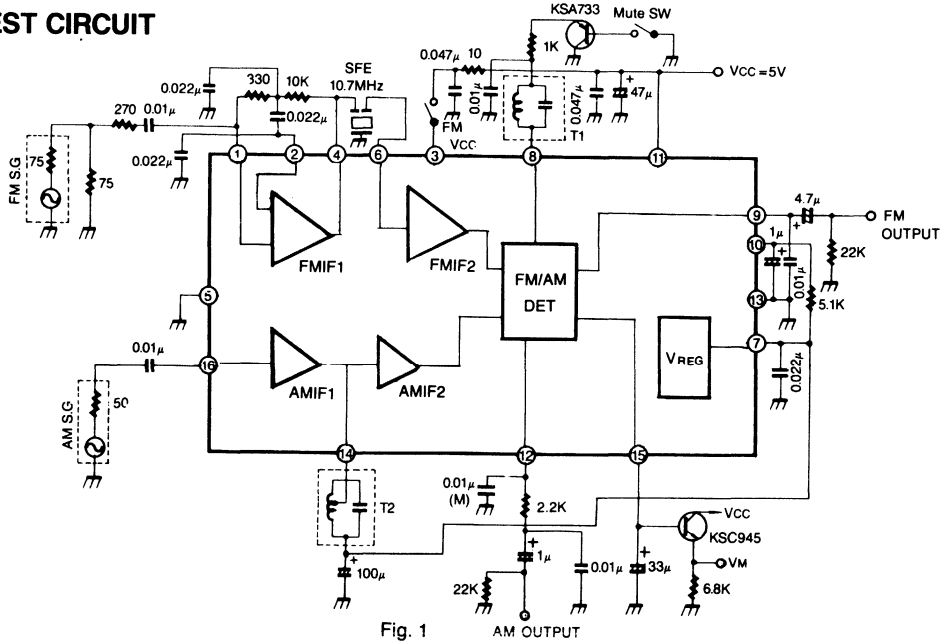 EST CIRCUIT
KSA733
Mute SW
1K
0.047μ
10
SFE
10.7MHz
330
10K
0.022μ
0.022μ
0.01μ
0.047μ
47μ
VCC=5V
270
0.01μ
0.022μ
FM
VCC
T1
FM S.G
75
75
1
2
4
6
3
8
11
FMIF1
FMIF2
FM/AM
DET
9
4.7μ
FM
OUTPUT
10
1μ
0.01μ
22K
13
5.1K
5
VREG
7
0.022μ
0.01μ
16
AMIF1
AMIF2
AM S.G
50
14
12
15
T2
0.01μ
(M)
2.2K
VCC
KSC945
100μ
1μ
22K
0.01μ
33μ
VM
6.8K
Fig. 1
AM OUTPUT